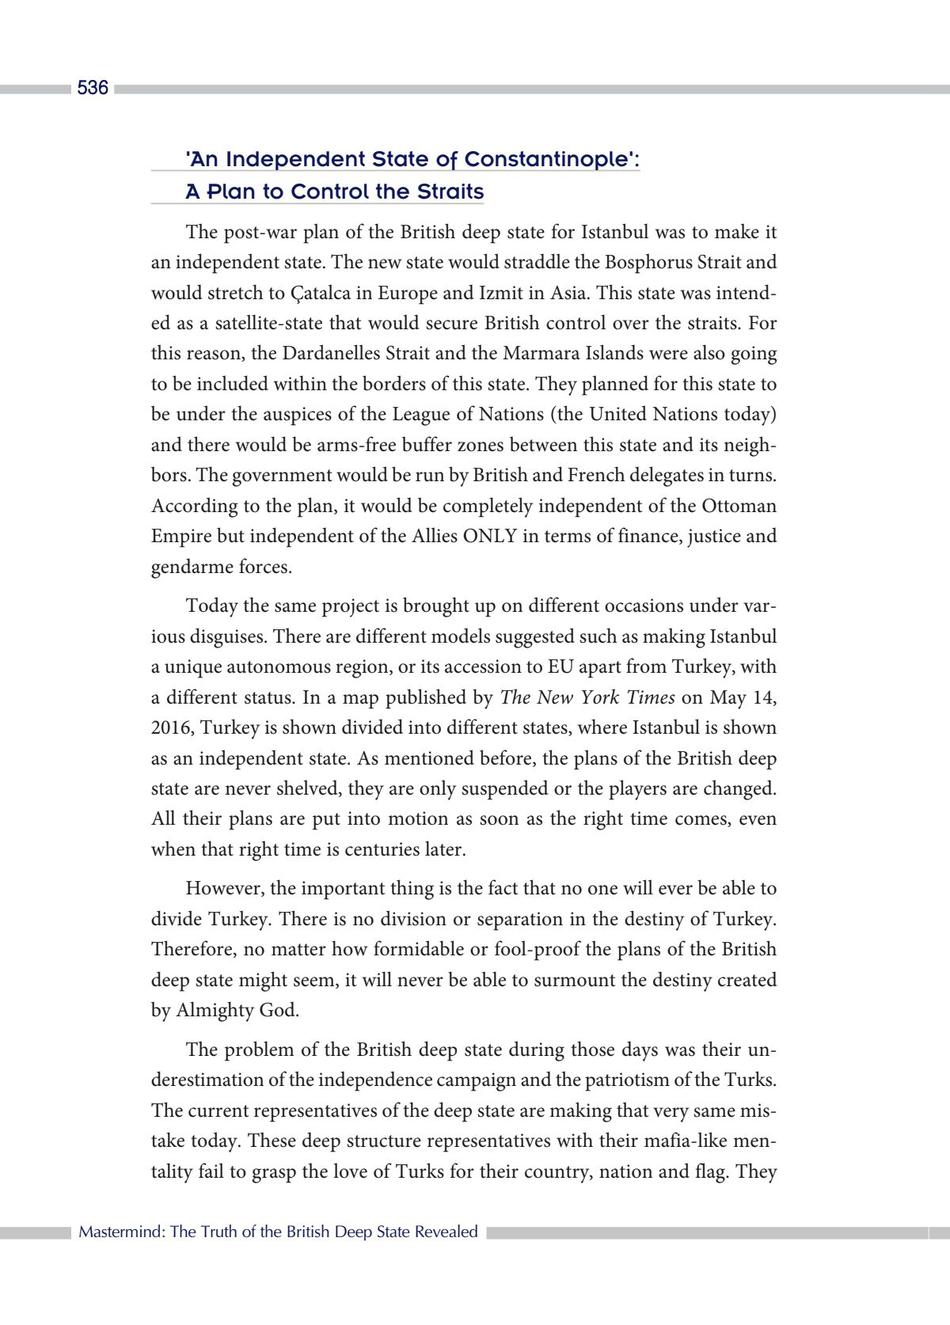 536
'An Independent State of Constantinople':
A Plan to Control the Straits
The post-war plan of the British deep state for Istanbul was to make it
an independent state. The new state would straddle the Bosphorus Strait and
would stretch to Çatalca in Europe and Izmit in Asia. This state was intend-
ed as a satellite-state that would secure British control over the straits. For
this reason, the Dardanelles Strait and the Marmara Islands were also going
to be included within the borders of this state. They planned for this state to
be under the auspices of the League of Nations (the United Nations today)
and there would be arms-free buffer zones between this state and its neigh-
bors. The government would be run by British and French delegates in turns.
According to the plan, it would be completely independent of the Ottoman
Empire but independent of the Allies ONLY in terms of finance, justice and
gendarme forces.
Today the same project is brought up on different occasions under var-
ious disguises. There are different models suggested such as making Istanbul
a unique autonomous region, or its accession to EU apart from Turkey, with
a different status. In a map published by The New York Times on May 14,
2016, Turkey is shown divided into different states, where Istanbul is shown
as an independent state. As mentioned before, the plans of the British deep
state are never shelved, they are only suspended or the players are changed.
All their plans are put into motion as soon as the right time comes, even
when that right time is centuries later.
However, the important thing is the fact that no one will ever be able to
divide Turkey. There is no division or separation in the destiny of Turkey.
Therefore, no matter how formidable or fool-proof the plans of the British
deep state might seem, it will never be able to surmount the destiny created
by Almighty God.
The problem of the British deep state during those days was their un-
derestimation of the independence campaign and the patriotism of the Turks.
The current representatives of the deep state are making that very same mis-
take today. These deep structure representatives with their mafia-like men-
tality fail to grasp the love of Turks for their country, nation and flag. They
Mastermind: The Truth of the British Deep State Revealed